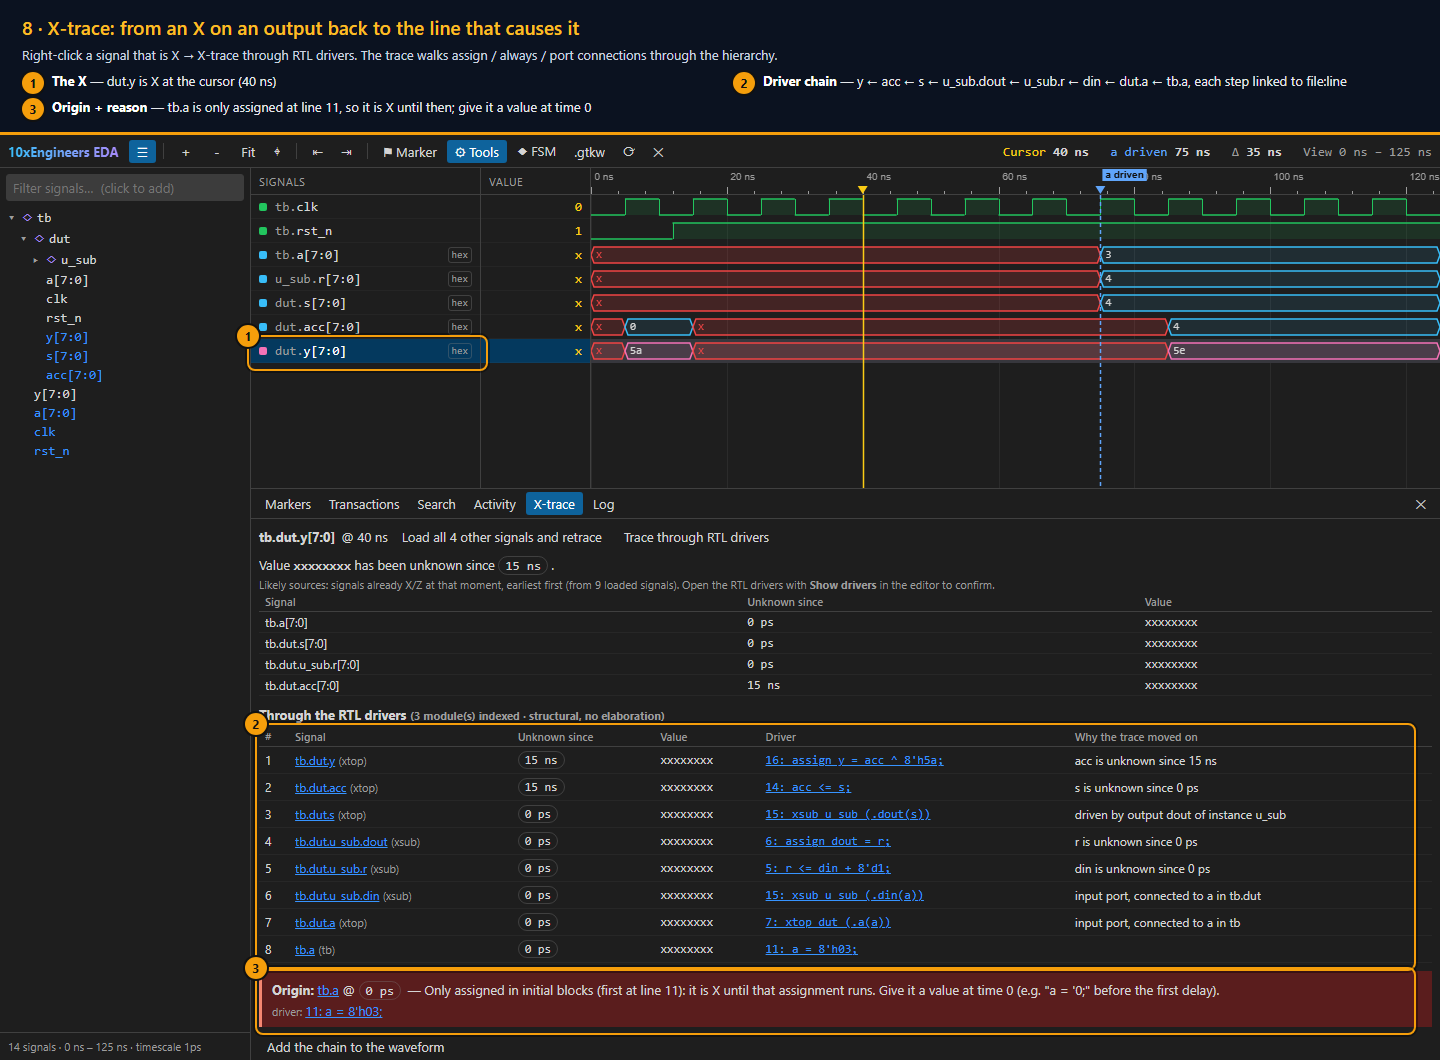 8 · X-trace: from an X on an output back to the line that causes it
Right-click a signal that is X → X-trace through RTL drivers. The trace walks assign / always / port connections through the hierarchy.
1 The X — dut.y is X at the cursor (40 ns)
2 Driver chain — y ← acc ← s ← u_sub.dout ← u_sub.r ← din ← dut.a ← tb.a, each step linked to file:line
3 Origin + reason — tb.a is only assigned at line 11, so it is X until then; give it a value at time 0
10xEngineers EDA ☰ + - Fit ⌖ ⇤ ⇥ ⚑ Marker ⚙ Tools ◆ FSM .gtkw ⟳ ✕ Cursor 40 ns a driven 75 ns Δ 35 ns View 0 ns – 125 ns
Filter signals... (click to add)
▾ ◇ tb
▾ ◇ dut
▸ ◇ u_sub
a[7:0]
clk
rst_n
y[7:0]
s[7:0]
acc[7:0]
y[7:0]
a[7:0]
clk
rst_n
14 signals · 0 ns – 125 ns · timescale 1ps
SIGNALS VALUE 0 ns 20 ns 40 ns 60 ns a driven ns 100 ns 120 ns
tb.clk 0
tb.rst_n 1
tb.a[7:0] hex x x 3
u_sub.r[7:0] hex x x 4
dut.s[7:0] hex x x 4
dut.acc[7:0] hex x x 0 x 4
1
dut.y[7:0] hex x x 5a x 5e
Markers Transactions Search Activity X-trace Log ✕
tb.dut.y[7:0] @ 40 ns Load all 4 other signals and retrace Trace through RTL drivers
Value xxxxxxxx has been unknown since 15 ns .
Likely sources: signals already X/Z at that moment, earliest first (from 9 loaded signals). Open the RTL drivers with Show drivers in the editor to confirm.
Signal Unknown since Value
tb.a[7:0] 0 ps xxxxxxxx
tb.dut.s[7:0] 0 ps xxxxxxxx
tb.dut.u_sub.r[7:0] 0 ps xxxxxxxx
tb.dut.acc[7:0] 15 ns xxxxxxxx
Through the RTL drivers (3 module(s) indexed · structural, no elaboration)
2
# Signal Unknown since Value Driver Why the trace moved on
1 tb.dut.y (xtop) 15 ns xxxxxxxx 16: assign y = acc ^ 8'h5a; acc is unknown since 15 ns
2 tb.dut.acc (xtop) 15 ns xxxxxxxx 14: acc <= s; s is unknown since 0 ps
3 tb.dut.s (xtop) 0 ps xxxxxxxx 15: xsub u_sub (.dout(s)) driven by output dout of instance u_sub
4 tb.dut.u_sub.dout (xsub) 0 ps xxxxxxxx 6: assign dout = r; r is unknown since 0 ps
5 tb.dut.u_sub.r (xsub) 0 ps xxxxxxxx 5: r <= din + 8'd1; din is unknown since 0 ps
6 tb.dut.u_sub.din (xsub) 0 ps xxxxxxxx 15: xsub u_sub (.din(a)) input port, connected to a in tb.dut
7 tb.dut.a (xtop) 0 ps xxxxxxxx 7: xtop dut (.a(a)) input port, connected to a in tb
8 tb.a (tb) 0 ps xxxxxxxx 11: a = 8'h03;
3
Origin: tb.a @ 0 ps — Only assigned in initial blocks (first at line 11): it is X until that assignment runs. Give it a value at time 0 (e.g. "a = '0;" before the first delay).
driver: 11: a = 8'h03;
Add the chain to the waveform